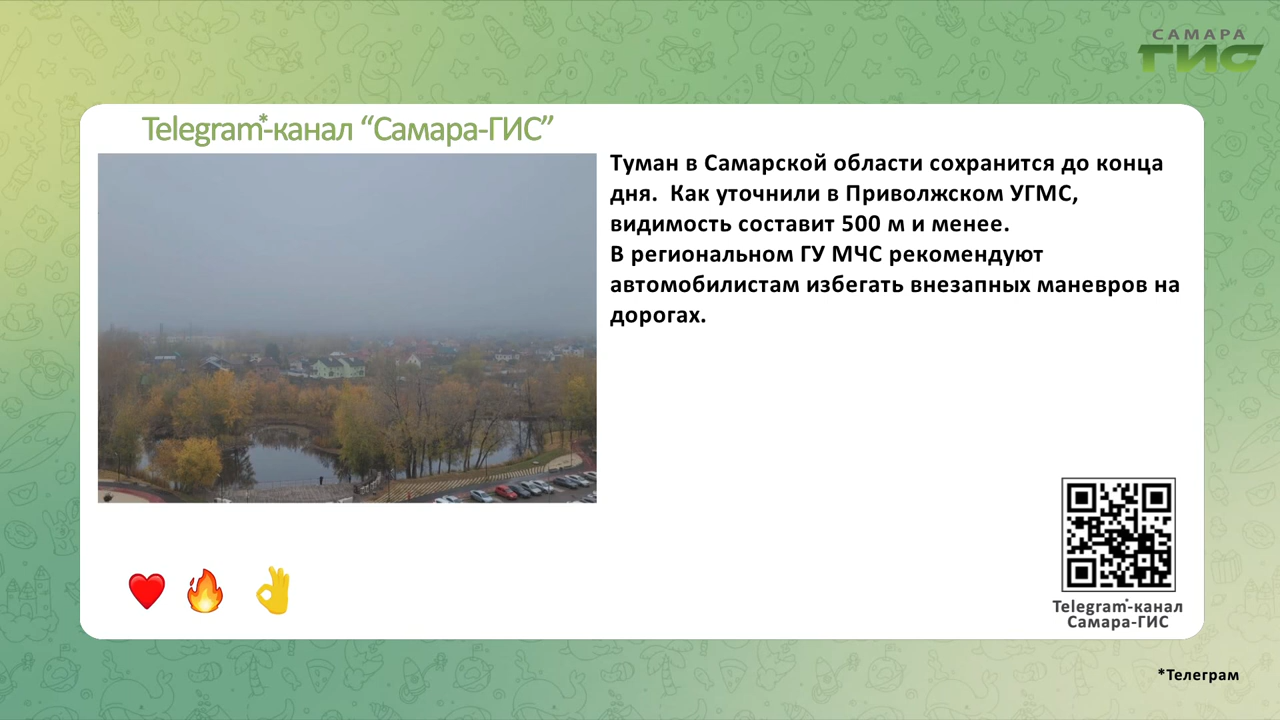 САМАРА
ГИС
Telegram*-канал “Самара-ГИС”
Туман в Самарской области сохранится до конца
дня. Как уточнили в Приволжском УГМС,
видимость составит 500 м и менее.
В региональном ГУ МЧС рекомендуют
автомобилистам избегать внезапных маневров на
дорогах.
Telegram*-канал
Самара-ГИС
*Телеграм